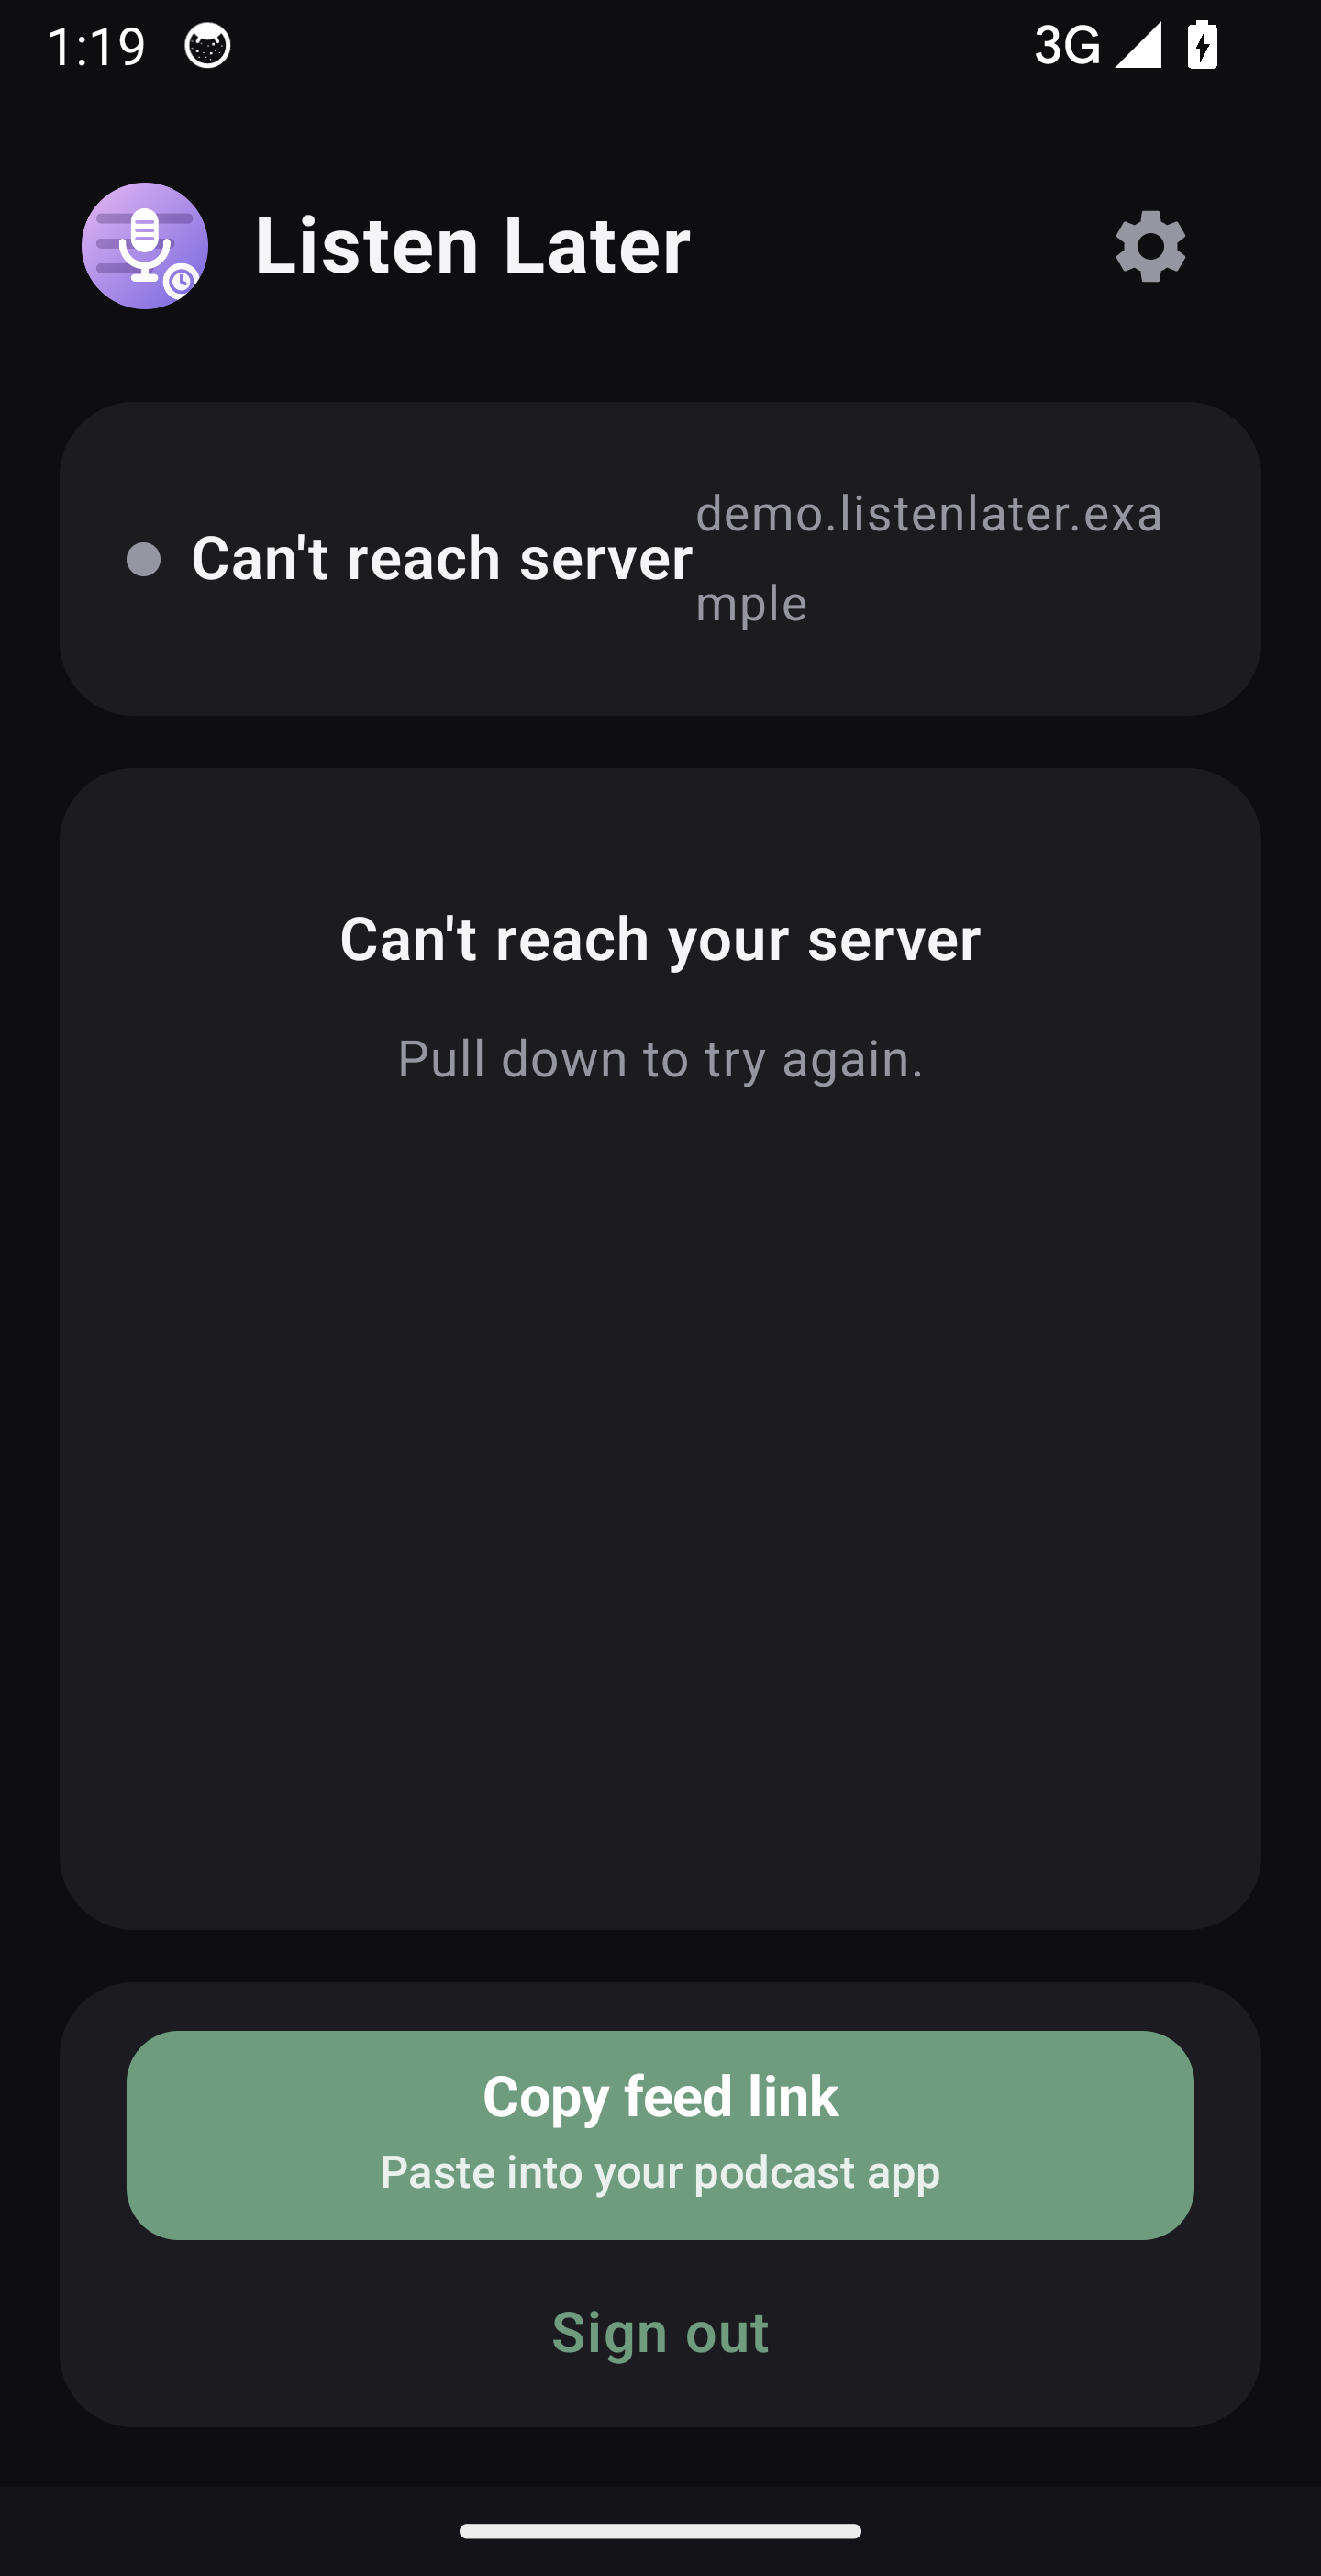 1:19
3G
Listen Later
Can't reach server
demo.listenlater.exa
mple
Can't reach your server
Pull down to try again.
Copy feed link
Paste into your podcast app
Sign out